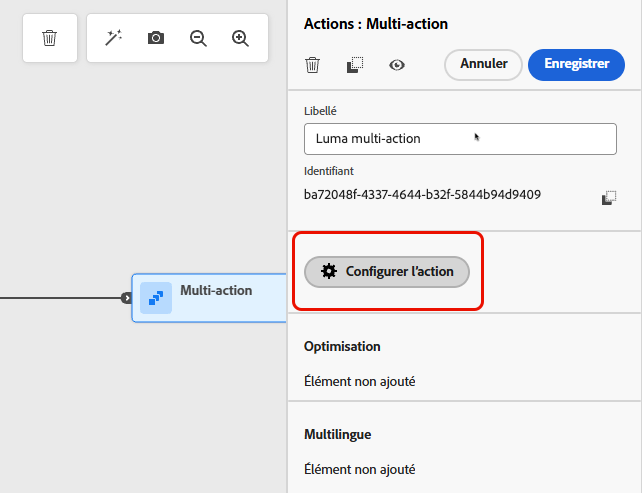 Actions : Multi-action
Annuler
Enregistrer
Libellé
Luma multi-action
Identifiant
ba72048f-4337-4644-b32f-5844b94d9409
Configurer l'action
Multi-action
Optimisation
Élément non ajouté
Multilingue
Élément non ajouté